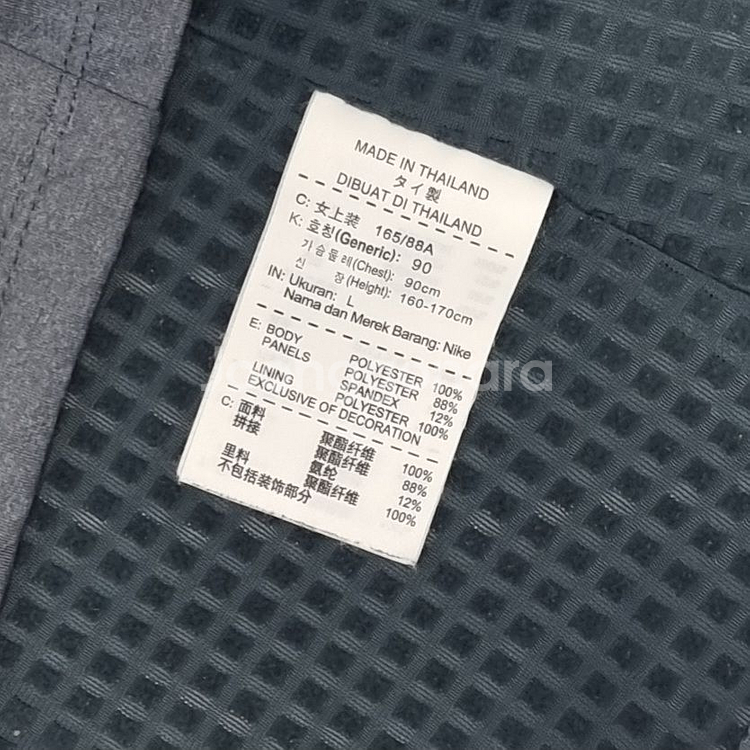 MADE IN THAILAND
タイ製
DIBUAT DI THAILAND
C: 女上装 165/88A
K: 호칭(Generic): 90
가슴둘레(Chest): 90cm
신 장(Height): 160-170cm
IN: Ukuran: L
Nama dan Merek Barang: Nike
E: BODY POLYESTER 100%
PANELS POLYESTER 88%
SPANDEX 12%
LINING POLYESTER 100%
EXCLUSIVE OF DECORATION
C: 面料 聚酯纤维 100%
拼接 聚酯纤维 88%
氨纶 12%
里料 聚酯纤维 100%
不包括装饰部分